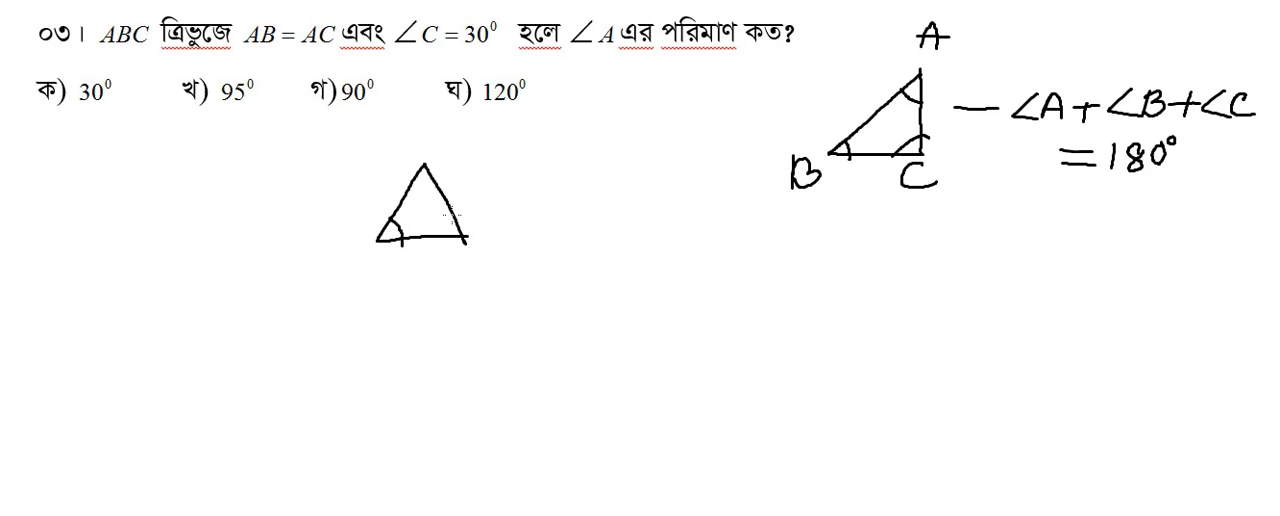 ০৩। ABC ত্রিভুজে AB = AC এবং ∠C = 30⁰ হলে ∠A এর পরিমাণ কত?
ক) 30⁰ খ) 95⁰ গ) 90⁰ ঘ) 120⁰
A
B C
— ∠A + ∠B + ∠C
= 180°